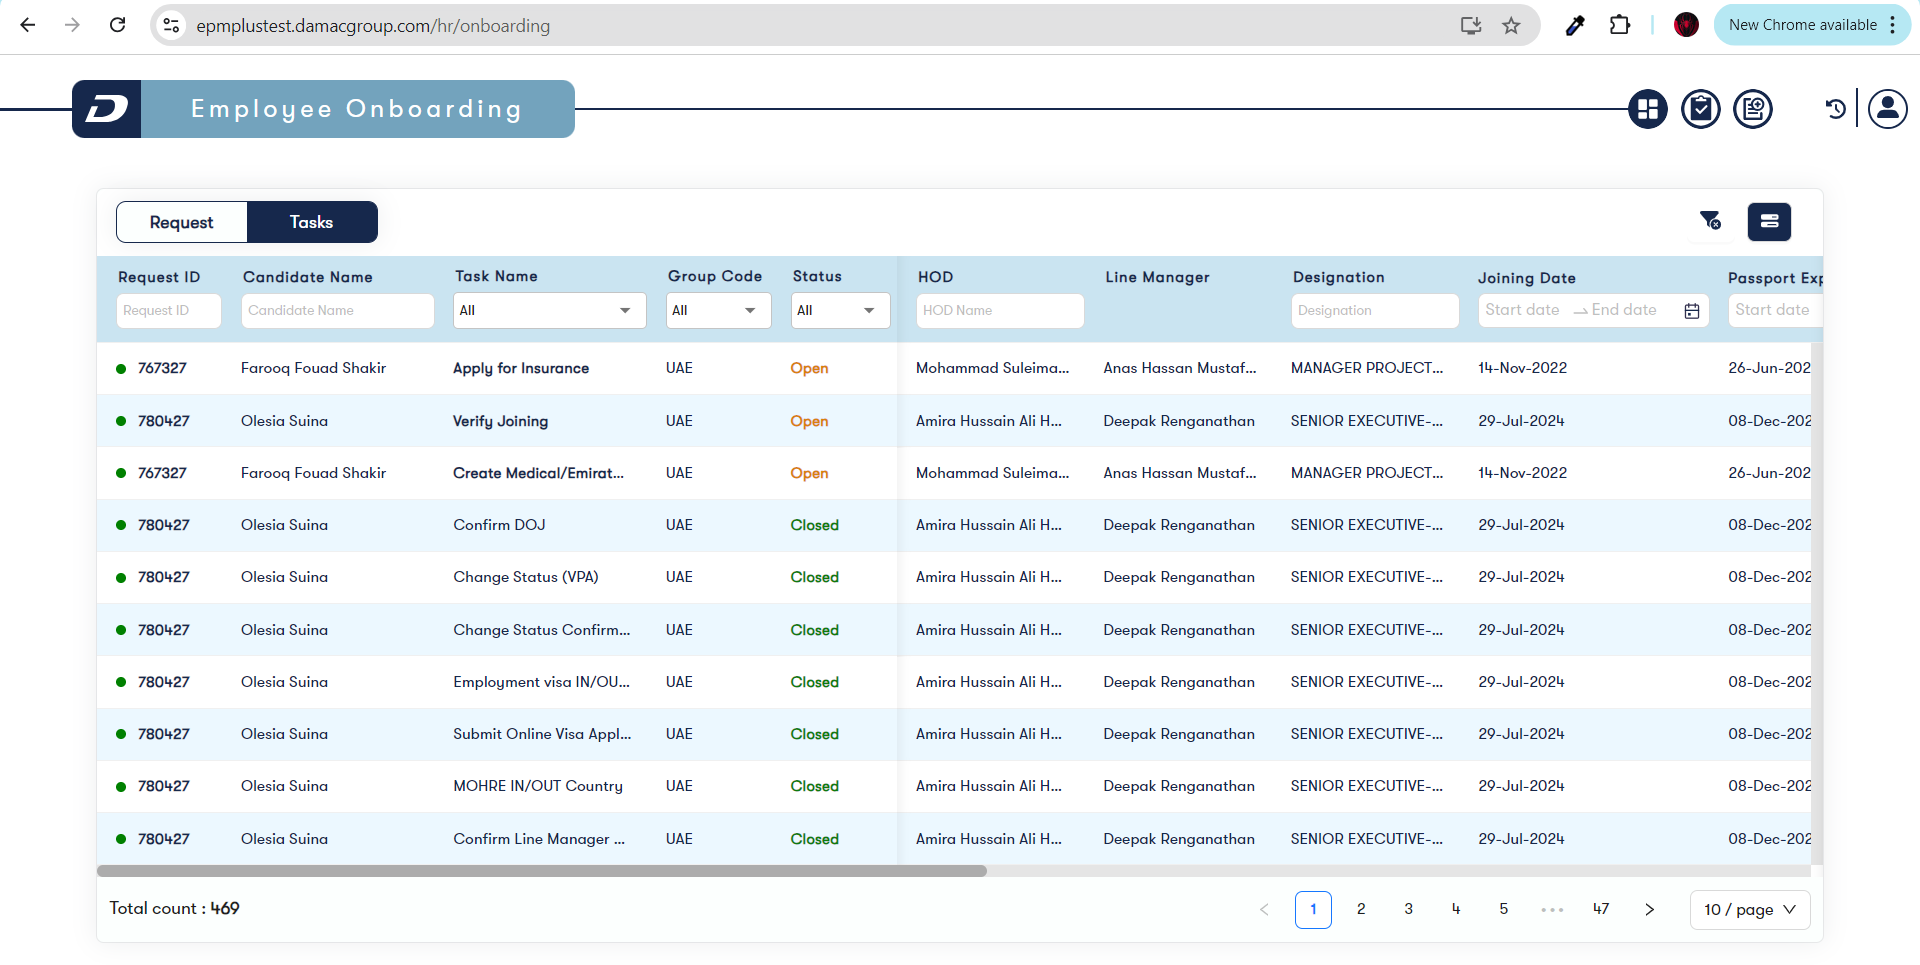 epmplustest.damacgroup.com/hr/onboarding
New Chrome available
D Employee Onboarding
Request Tasks
Request ID Candidate Name Task Name Group Code Status HOD Line Manager Designation Joining Date Passport Exp
Request ID Candidate Name All All All HOD Name Designation Start date End date Start date
767327 Farooq Fouad Shakir Apply for Insurance UAE Open Mohammad Suleima... Anas Hassan Mustaf... MANAGER PROJECT... 14-Nov-2022 26-Jun-202
780427 Olesia Suina Verify Joining UAE Open Amira Hussain Ali H... Deepak Renganathan SENIOR EXECUTIVE-... 29-Jul-2024 08-Dec-202
767327 Farooq Fouad Shakir Create Medical/Emirat... UAE Open Mohammad Suleima... Anas Hassan Mustaf... MANAGER PROJECT... 14-Nov-2022 26-Jun-202
780427 Olesia Suina Confirm DOJ UAE Closed Amira Hussain Ali H... Deepak Renganathan SENIOR EXECUTIVE-... 29-Jul-2024 08-Dec-202
780427 Olesia Suina Change Status (VPA) UAE Closed Amira Hussain Ali H... Deepak Renganathan SENIOR EXECUTIVE-... 29-Jul-2024 08-Dec-202
780427 Olesia Suina Change Status Confirm... UAE Closed Amira Hussain Ali H... Deepak Renganathan SENIOR EXECUTIVE-... 29-Jul-2024 08-Dec-202
780427 Olesia Suina Employment visa IN/OU... UAE Closed Amira Hussain Ali H... Deepak Renganathan SENIOR EXECUTIVE-... 29-Jul-2024 08-Dec-202
780427 Olesia Suina Submit Online Visa Appl... UAE Closed Amira Hussain Ali H... Deepak Renganathan SENIOR EXECUTIVE-... 29-Jul-2024 08-Dec-202
780427 Olesia Suina MOHRE IN/OUT Country UAE Closed Amira Hussain Ali H... Deepak Renganathan SENIOR EXECUTIVE-... 29-Jul-2024 08-Dec-202
780427 Olesia Suina Confirm Line Manager ... UAE Closed Amira Hussain Ali H... Deepak Renganathan SENIOR EXECUTIVE-... 29-Jul-2024 08-Dec-202
Total count : 469 1 2 3 4 5 ••• 47 10 / page